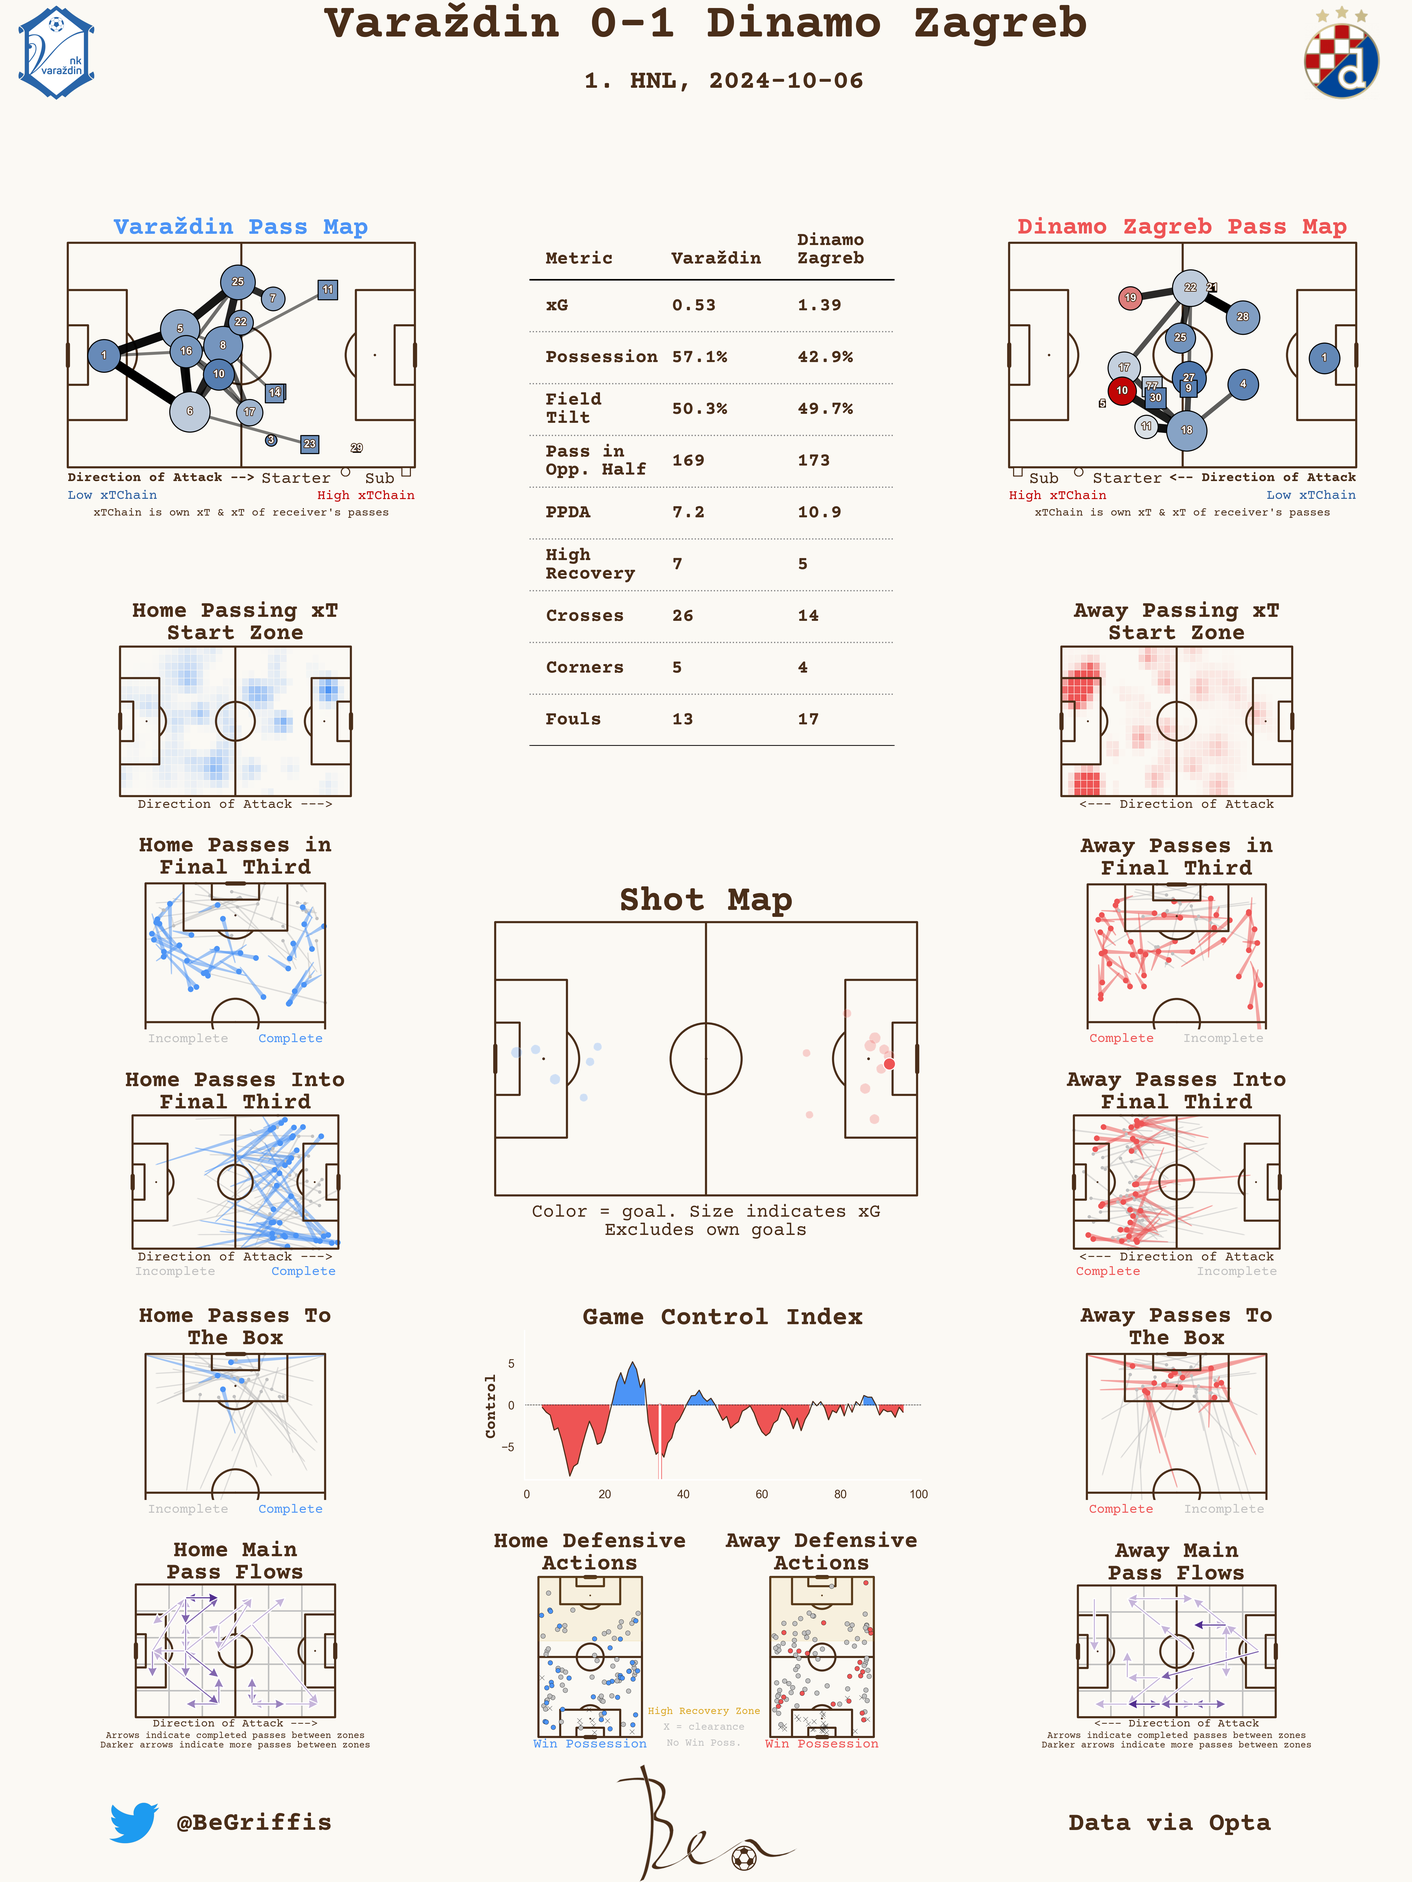 Varaždin 0-1 Dinamo Zagreb
1. HNL, 2024-10-06
nk
varaždin
d
Varaždin Pass Map
25
7
11
22
5
8
16
1
10
14
6
17
3
23
29
Direction of Attack --> Starter Sub
Low xTChain High xTChain
xTChain is own xT & xT of receiver's passes
Metric Varaždin Dinamo
Zagreb
xG 0.53 1.39
Possession 57.1% 42.9%
Field
Tilt 50.3% 49.7%
Pass in
Opp. Half 169 173
PPDA 7.2 10.9
High
Recovery 7 5
Crosses 26 14
Corners 5 4
Fouls 13 17
Dinamo Zagreb Pass Map
22
21
19
28
25
1
17
27
77
9
4
10
30
5
11
18
Sub Starter <-- Direction of Attack
High xTChain Low xTChain
xTChain is own xT & xT of receiver's passes
Home Passing xT
Start Zone
Direction of Attack --->
Away Passing xT
Start Zone
<--- Direction of Attack
Home Passes in
Final Third
Incomplete Complete
Away Passes in
Final Third
Complete Incomplete
Shot Map
Color = goal. Size indicates xG
Excludes own goals
Home Passes Into
Final Third
Direction of Attack --->
Incomplete Complete
Away Passes Into
Final Third
<--- Direction of Attack
Complete Incomplete
Home Passes To
The Box
Incomplete Complete
Game Control Index
Control
5
0
−5
0 20 40 60 80 100
Away Passes To
The Box
Complete Incomplete
Home Main
Pass Flows
Direction of Attack --->
Arrows indicate completed passes between zones
Darker arrows indicate more passes between zones
Home Defensive
Actions
Win Possession
High Recovery Zone
X = clearance
No Win Poss.
Away Defensive
Actions
Win Possession
Away Main
Pass Flows
<--- Direction of Attack
Arrows indicate completed passes between zones
Darker arrows indicate more passes between zones
@BeGriffis
Ben
Data via Opta